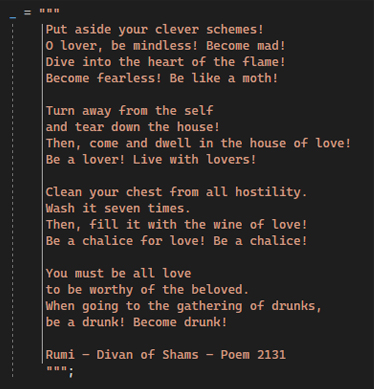 _ = """
Put aside your clever schemes!
O lover, be mindless! Become mad!
Dive into the heart of the flame!
Become fearless! Be like a moth!

Turn away from the self
and tear down the house!
Then, come and dwell in the house of love!
Be a lover! Live with lovers!

Clean your chest from all hostility.
Wash it seven times.
Then, fill it with the wine of love!
Be a chalice for love! Be a chalice!

You must be all love
to be worthy of the beloved.
When going to the gathering of drunks,
be a drunk! Become drunk!

Rumi — Divan of Shams — Poem 2131
""";